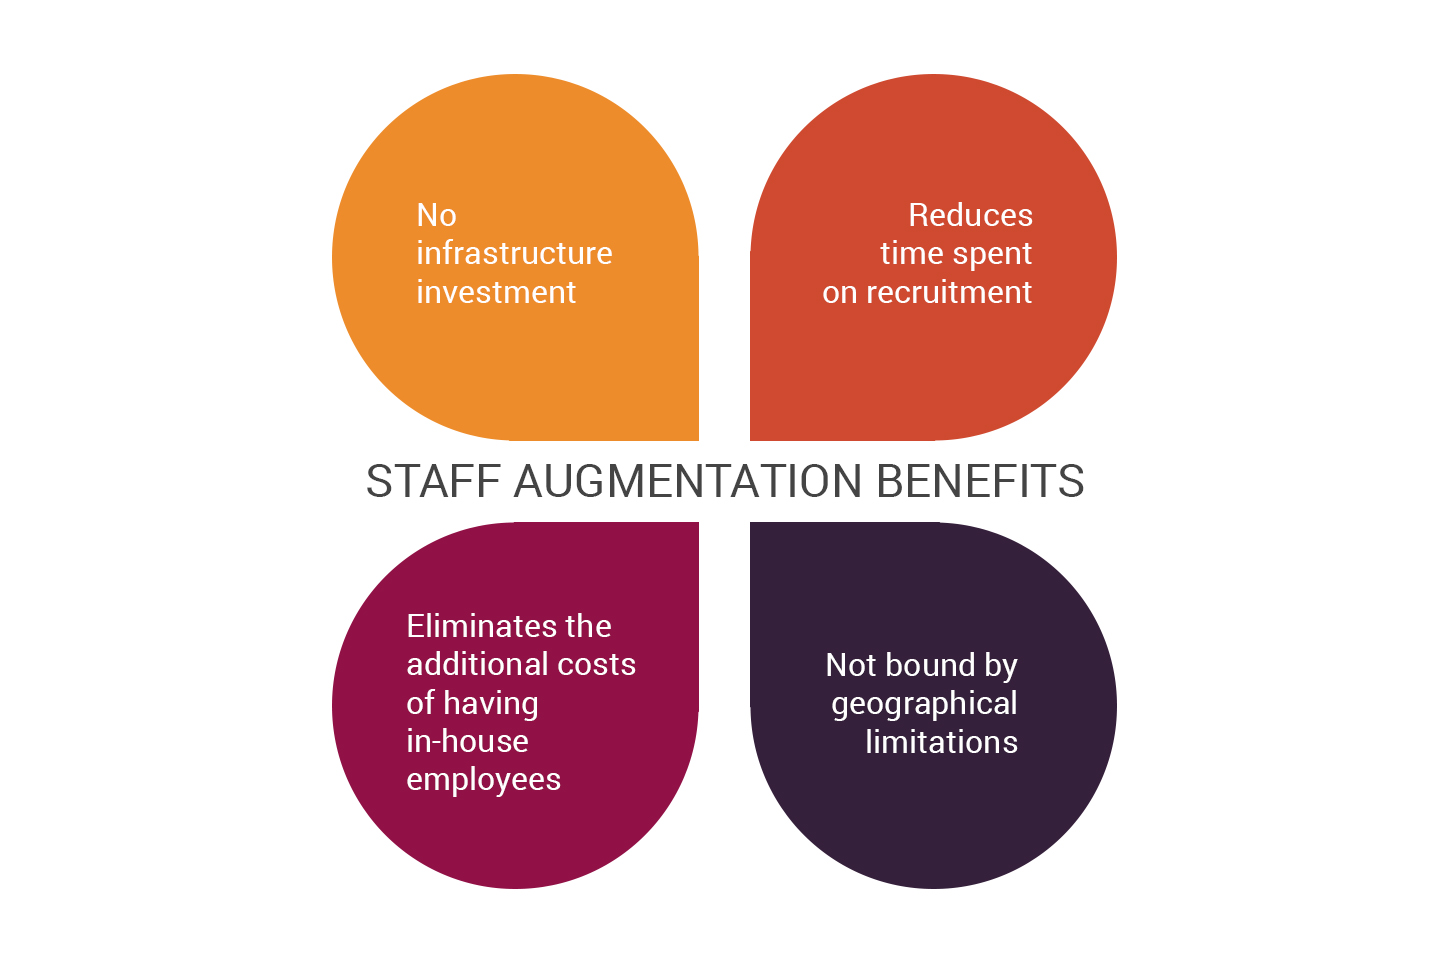 No
infrastructure
investment
Reduces
time spent
on recruitment
STAFF AUGMENTATION BENEFITS
Eliminates the
additional costs
of having
in-house
employees
Not bound by
geographical
limitations